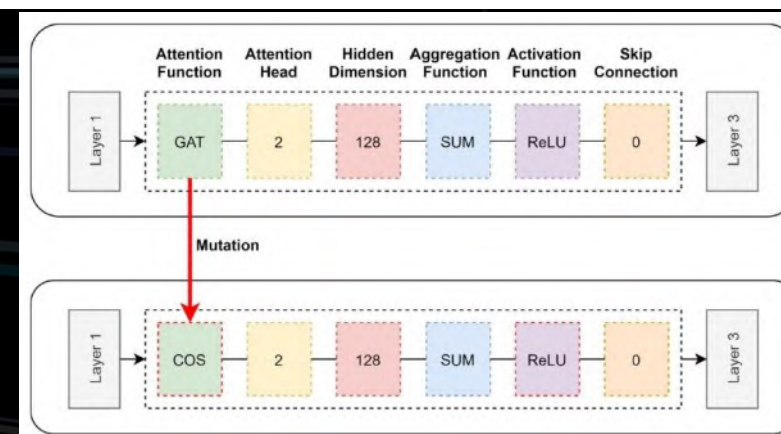 Attention Function
Attention Head
Hidden Dimension
Aggregation Function
Activation Function
Skip Connection
Layer 1
GAT
2
128
SUM
ReLU
0
Layer 3
Mutation
Layer 1
COS
2
128
SUM
ReLU
0
Layer 3